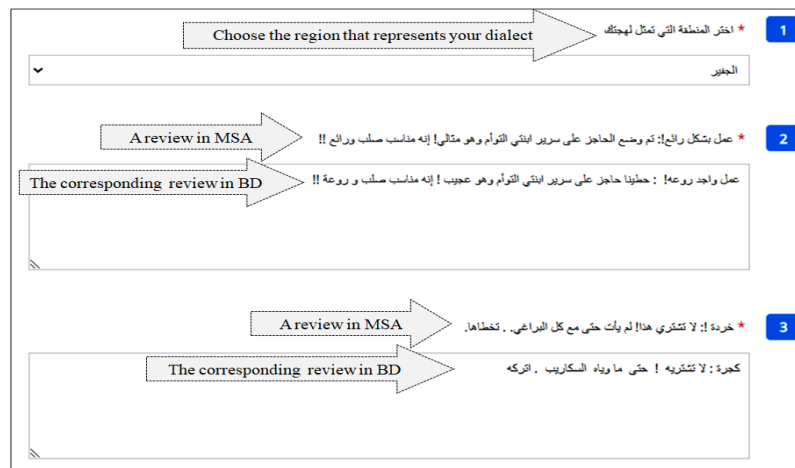 1 * اختر المنطقة التي تمثل لهجتك
Choose the region that represents your dialect
الجفير
2 * عمل بشكل رائع!: تم وضع الحاجز على سرير ابنتي التوأم وهو مثالي! إنه مناسب صلب ورائع !!
A review in MSA
عمل واجد روعه! : حطينا حاجز على سرير ابنتي التوأم وهو عجيب ! إنه مناسب صلب و روعة !!
The corresponding review in BD
3 * خردة !: لا تشتري هذا! لم يأت حتى مع كل البراغي. . تخطاها.
A review in MSA
كجرة : لا تشتريه ! حتى ما وياه السكاريب . اتركه
The corresponding review in BD